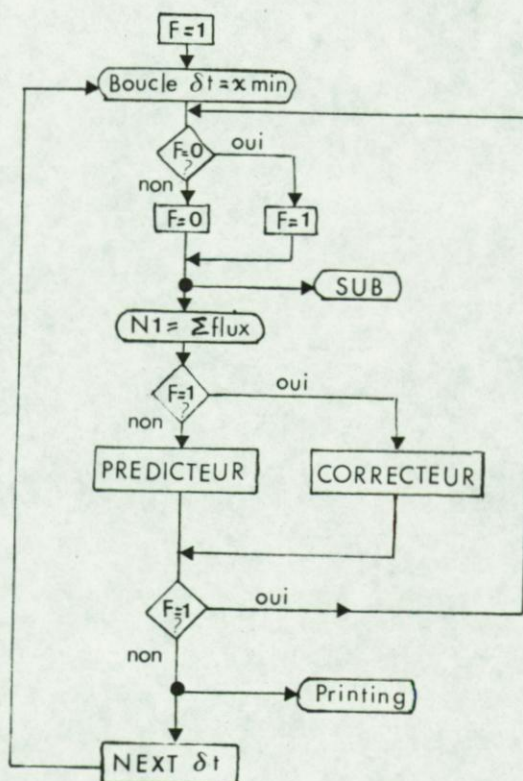 F=1
Boucle δt=x min
F=0
?
oui
non
F=0
F=1
SUB
N1= Σflux
F=1
?
oui
non
PREDICTEUR
CORRECTEUR
F=1
?
oui
non
Printing
NEXT δt